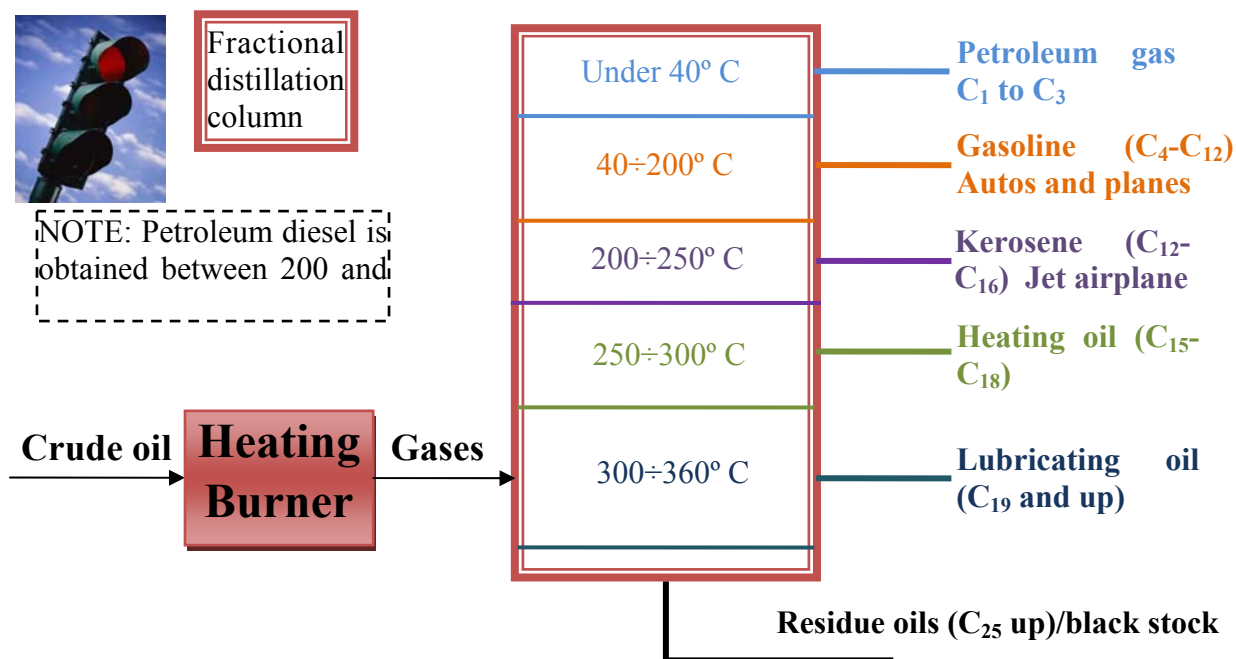 Fractional
distillation
column
NOTE: Petroleum diesel is
obtained between 200 and
Under 40º C
40÷200º C
200÷250º C
250÷300º C
300÷360º C
Petroleum gas
C₁ to C₃
Gasoline (C₄-C₁₂)
Autos and planes
Kerosene (C₁₂-
C₁₆) Jet airplane
Heating oil (C₁₅-
C₁₈)
Lubricating oil
(C₁₉ and up)
Crude oil
Heating
Burner
Gases
Residue oils (C₂₅ up)/black stock